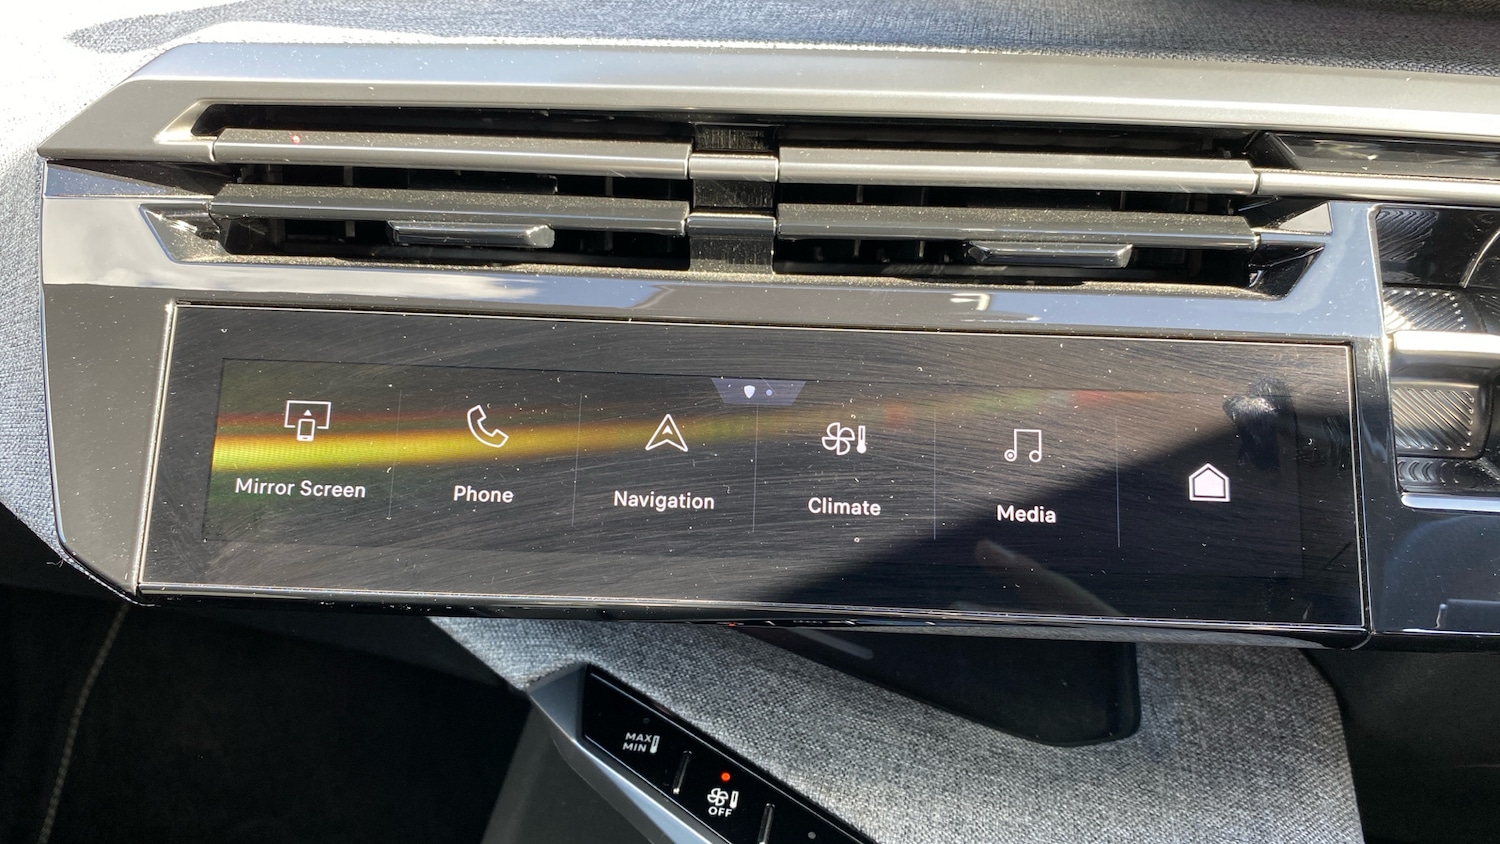 Mirror Screen
Phone
Navigation
Climate
Media
MAX
MIN
OFF